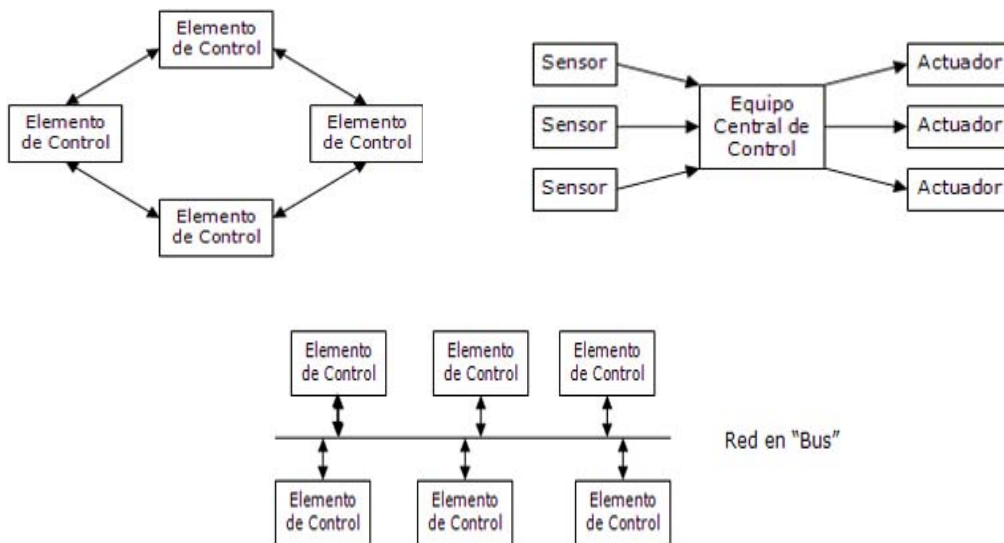 Elemento
de Control
Elemento
de Control
Elemento
de Control
Elemento
de Control
Sensor
Sensor
Sensor
Equipo
Central de
Control
Actuador
Actuador
Actuador
Elemento
de Control
Elemento
de Control
Elemento
de Control
Red en “Bus”
Elemento
de Control
Elemento
de Control
Elemento
de Control